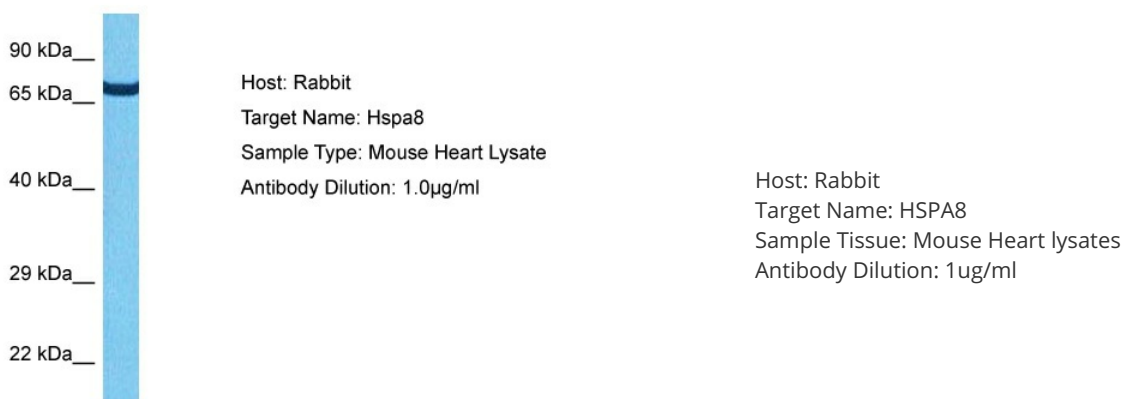 90 kDa__
65 kDa__
40 kDa__
29 kDa__
22 kDa__
Host: Rabbit
Target Name: Hspa8
Sample Type: Mouse Heart Lysate
Antibody Dilution: 1.0µg/ml
Host: Rabbit
Target Name: HSPA8
Sample Tissue: Mouse Heart lysates
Antibody Dilution: 1ug/ml